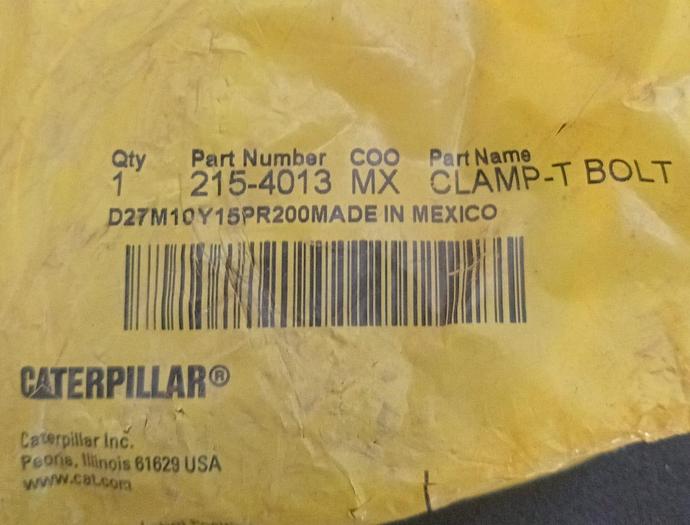 Qty Part Number COO Part Name
1 215-4013 MX CLAMP-T BOLT
D27M10Y15PR200MADE IN MEXICO
CATERPILLAR®
Caterpillar Inc.
Peoria, Illinois 61629 USA
www.cat.com